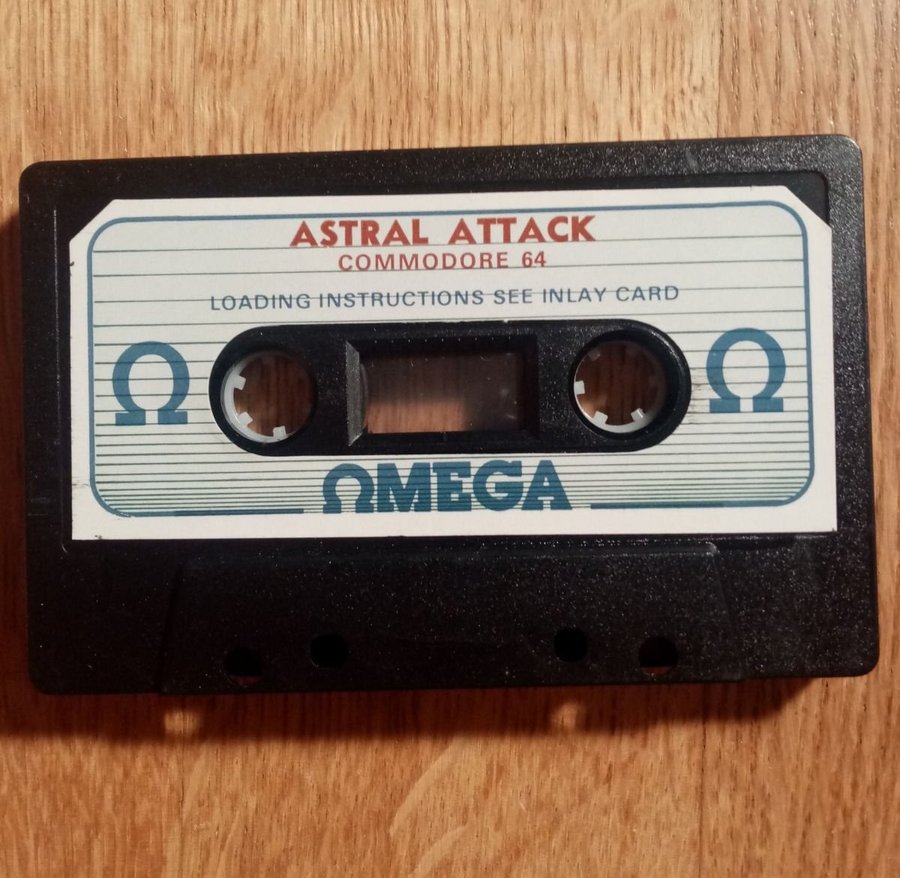 ASTRAL ATTACK
COMMODORE 64
LOADING INSTRUCTIONS SEE INLAY CARD
Ω Ω
ΩMEGA